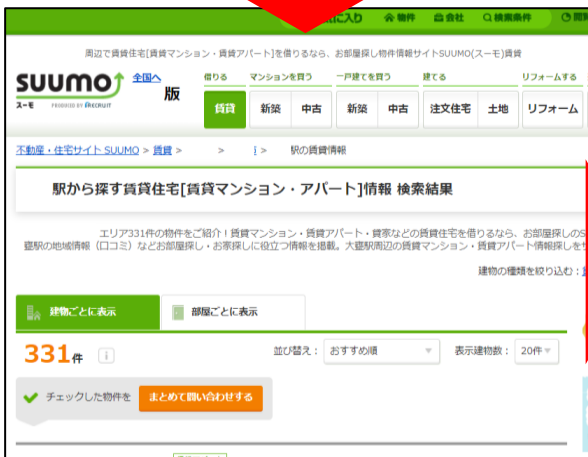 に入り 物件 会社 検索条件
周辺で賃貸住宅[賃貸マンション・賃貸アパート]を借りるなら、お部屋探し物件情報サイトSUUMO(スーモ)賃貸
SUUMO 全国へ 版
スーモ PRODUCED BY RECRUIT
借りる マンションを買う 一戸建てを買う 建てる リフォームする
賃貸 新築 中古 新築 中古 注文住宅 土地 リフォーム
不動産・住宅サイト SUUMO > 賃貸 > > > 駅の賃貸情報
駅から探す賃貸住宅[賃貸マンション・アパート]情報 検索結果
エリア331件の物件をご紹介!賃貸マンション・賃貸アパート・貸家などの賃貸住宅を借りるなら、お部屋探しのS
駅の地域情報(口コミ)などお部屋探し・お家探しに役立つ情報を掲載。大甕駅周辺の賃貸マンション・賃貸アパート情報探しを
建物の種類を絞り込む:
建物ごとに表示 部屋ごとに表示
331件 i 並び替え: おすすめ順 表示建物数: 20件
チェックした物件を まとめて問い合わせする